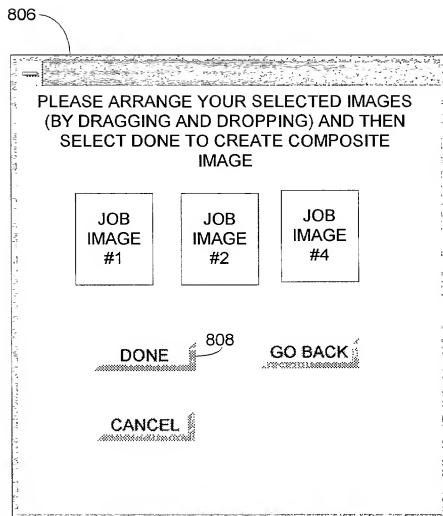 806
PLEASE ARRANGE YOUR SELECTED IMAGES
(BY DRAGGING AND DROPPING) AND THEN
SELECT DONE TO CREATE COMPOSITE
IMAGE
JOB
IMAGE
#1
JOB
IMAGE
#2
JOB
IMAGE
#4
DONE
808
GO BACK
CANCEL